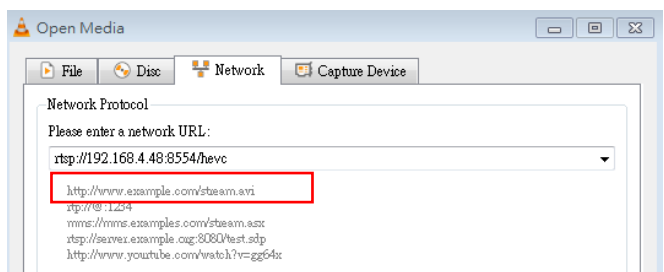 Open Media
File Disc Network Capture Device
Network Protocol
Please enter a network URL:
rtsp://192.168.4.48:8554/hevc
http://www.example.com/stream.avi
rtp://@:1234
mms://mms.examples.com/stream.asx
rtsp://server.example.org:8080/test.sdp
http://www.yourtube.com/watch?v=gg64x